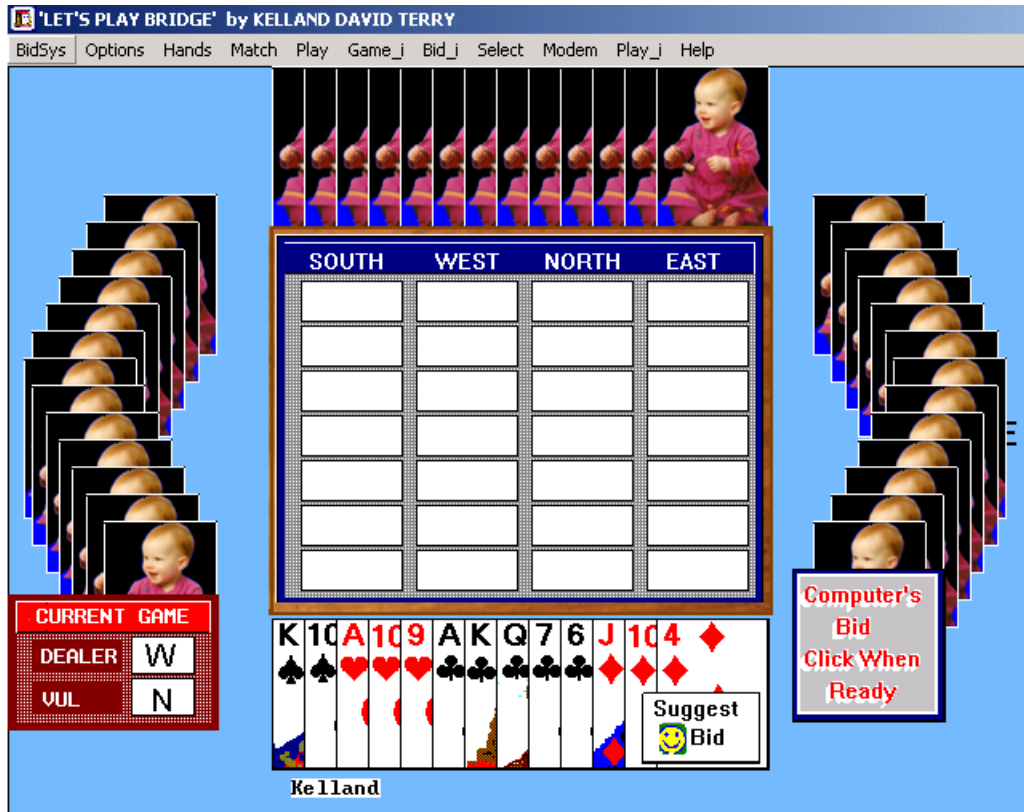 'LET'S PLAY BRIDGE' by KELLAND DAVID TERRY
BidSys Options Hands Match Play Game_i Bid_i Select Modem Play_i Help
SOUTH WEST NORTH EAST
E
CURRENT GAME
DEALER W
VUL N
K 10 A 10 9 A K Q 7 6 J 10 4
Suggest
Bid
Computer's
Bid
Click When
Ready
Kelland